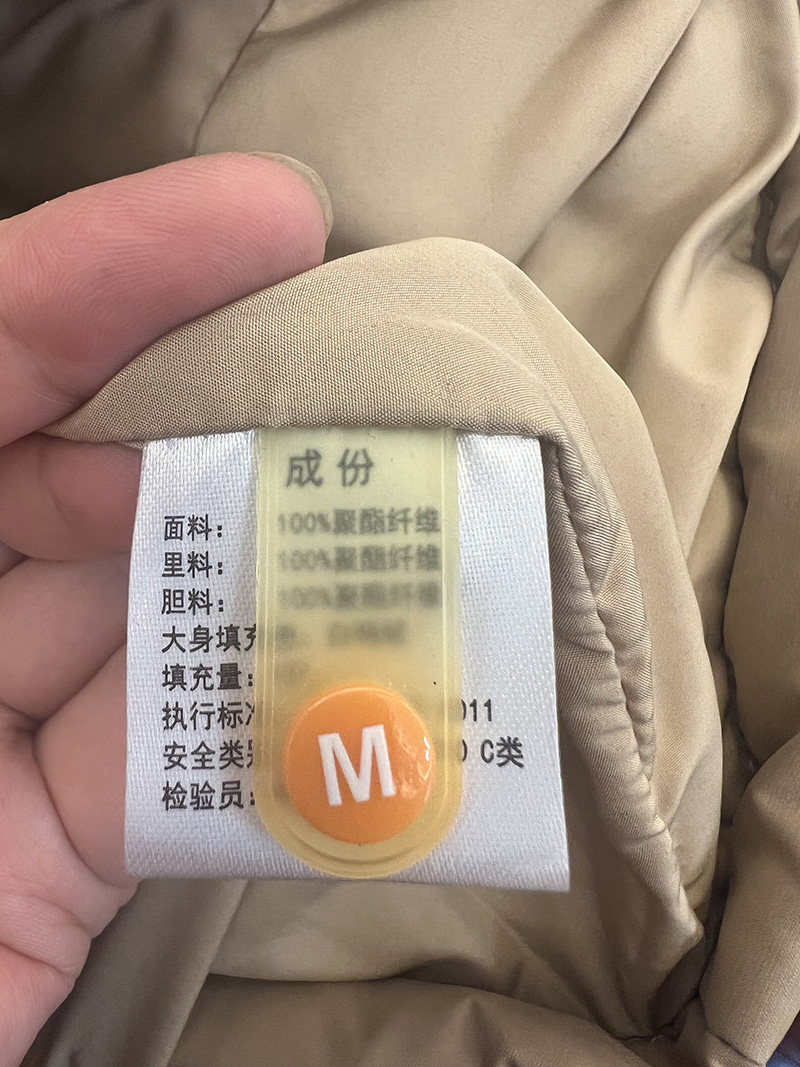 成份
面料: 100%聚酯纤维
里料: 100%聚酯纤维
胆料: 100%聚酯纤维
大身填充
填充量:
执行标 011
安全类 C类
检验员:
M